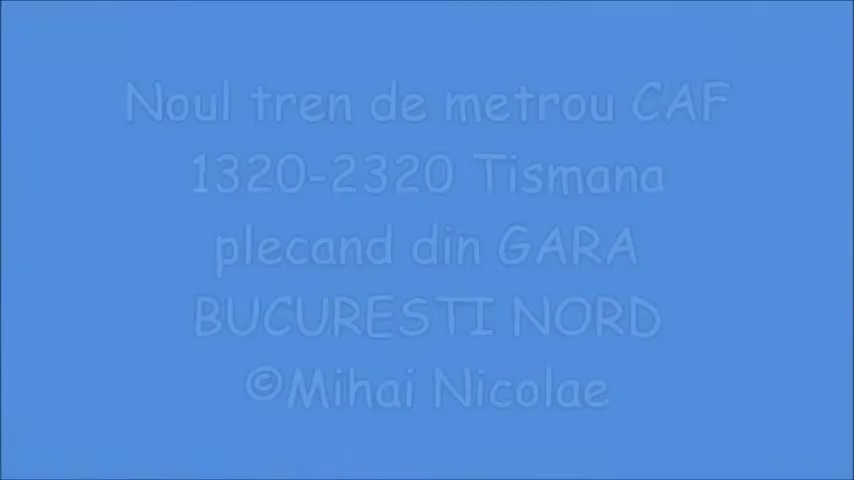 Noul tren de metrou CAF
1320-2320 Tismana
plecand din GARA
BUCURESTI NORD
©Mihai Nicolae